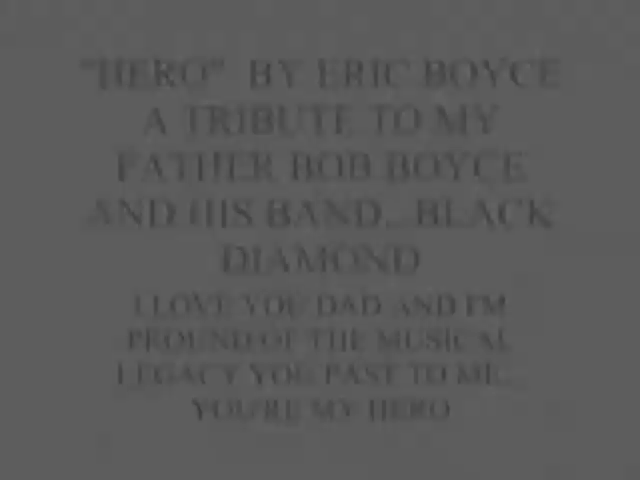 "HERO" BY ERIC BOYCE
A TRIBUTE TO MY
FATHER BOB BOYCE
AND HIS BAND...BLACK
DIAMOND
I LOVE YOU DAD AND I'M
PROUND OF THE MUSICAL
LEGACY YOU PAST TO ME...
YOU'RE MY HERO